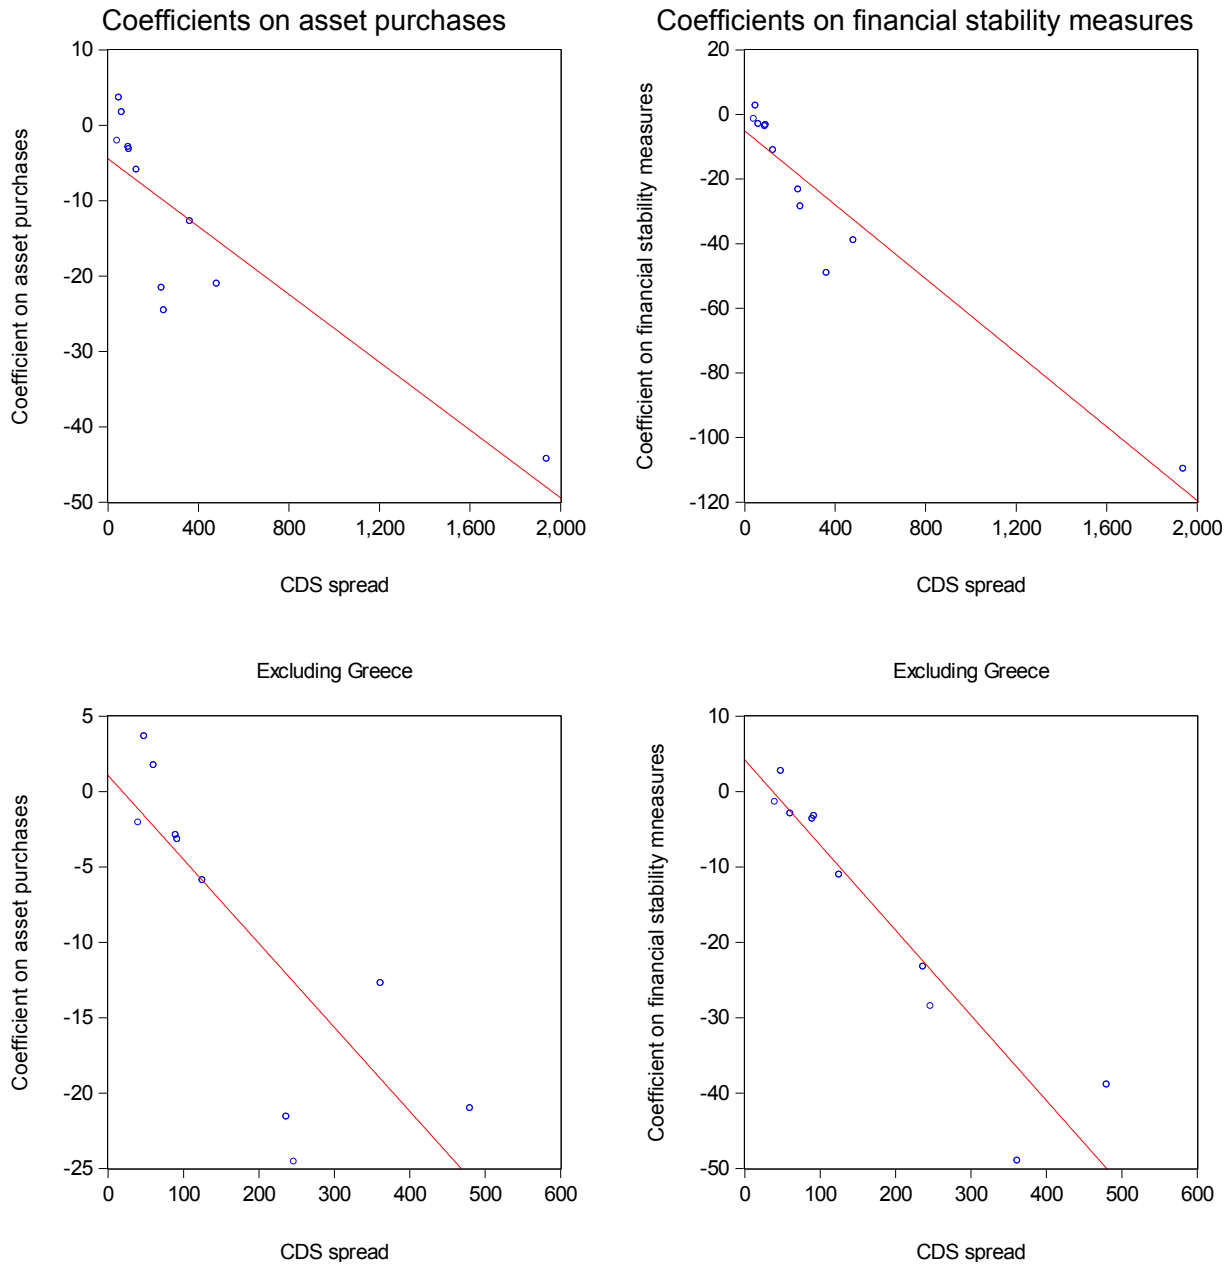 Coefficients on asset purchases
10
0
-10
-20
-30
-40
-50
0 400 800 1,200 1,600 2,000
Coefficient on asset purchases
CDS spread
Coefficients on financial stability measures
20
0
-20
-40
-60
-80
-100
-120
0 400 800 1,200 1,600 2,000
Coefficient on financial stability measures
CDS spread
Excluding Greece
5
0
-5
-10
-15
-20
-25
0 100 200 300 400 500 600
Coefficient on asset purchases
CDS spread
Excluding Greece
10
0
-10
-20
-30
-40
-50
0 100 200 300 400 500 600
Coefficient on financial stability mneasures
CDS spread